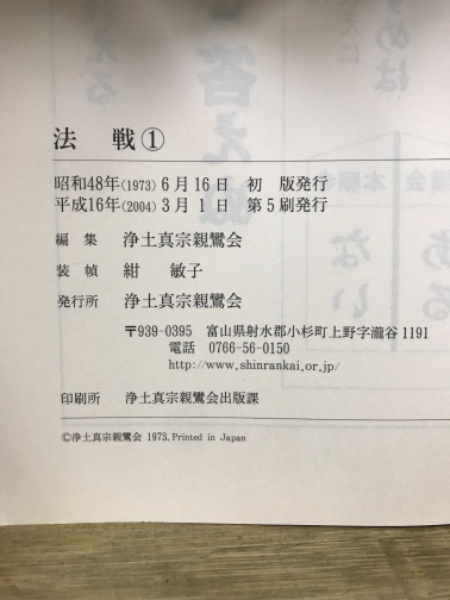 法 戦①
昭和48年(1973) 6月16日 初 版発行
平成16年(2004) 3月 1日 第5刷発行
編 集 浄土真宗親鸞会
装 幀 紺 敏子
発行所 浄土真宗親鸞会
〒939-0395 富山県射水郡小杉町上野字瀧谷1191
電話 0766-56-0150
http://www.shinrankai.or.jp/
印刷所 浄土真宗親鸞会出版課
©浄土真宗親鸞会 1973. Printed in Japan